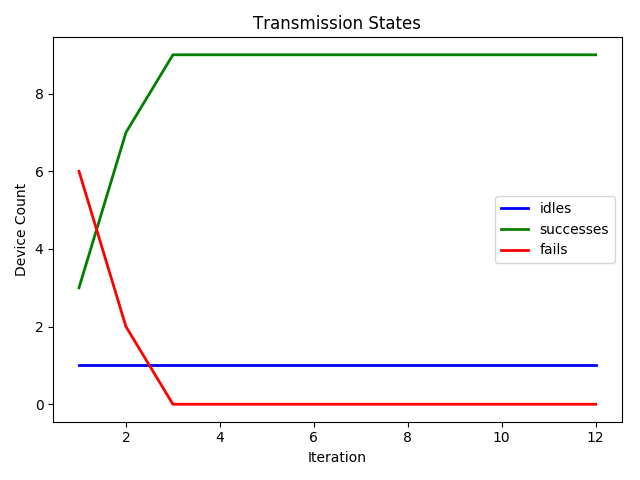 Transmission States
Device Count
8
6
4
2
0
idles
successes
fails
2 4 6 8 10 12
Iteration